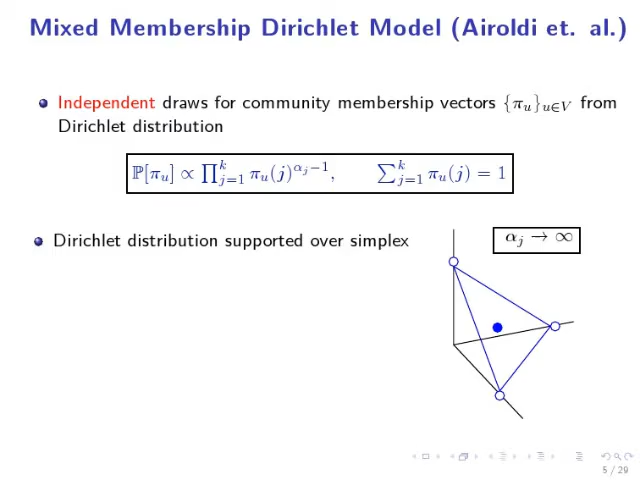 Mixed Membership Dirichlet Model (Airoldi et. al.)
Independent draws for community membership vectors {π_u}_{u∈V} from
Dirichlet distribution
ℙ[π_u] ∝ ∏_{j=1}^{k} π_u(j)^{α_j−1}, ∑_{j=1}^{k} π_u(j) = 1
Dirichlet distribution supported over simplex
α_j → ∞
5 / 29